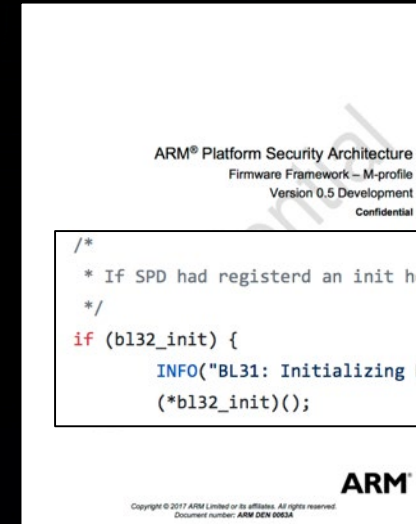 ARM® Platform Security Architecture
Firmware Framework – M-profile
Version 0.5 Development
Confidential
/*
* If SPD had registerd an init
*/
if (bl32_init) {
INFO("BL31: Initializing
(*bl32_init)();
ARM®
Copyright © 2017 ARM Limited or its affiliates. All rights reserved.
Document number: ARM DEN 0063A